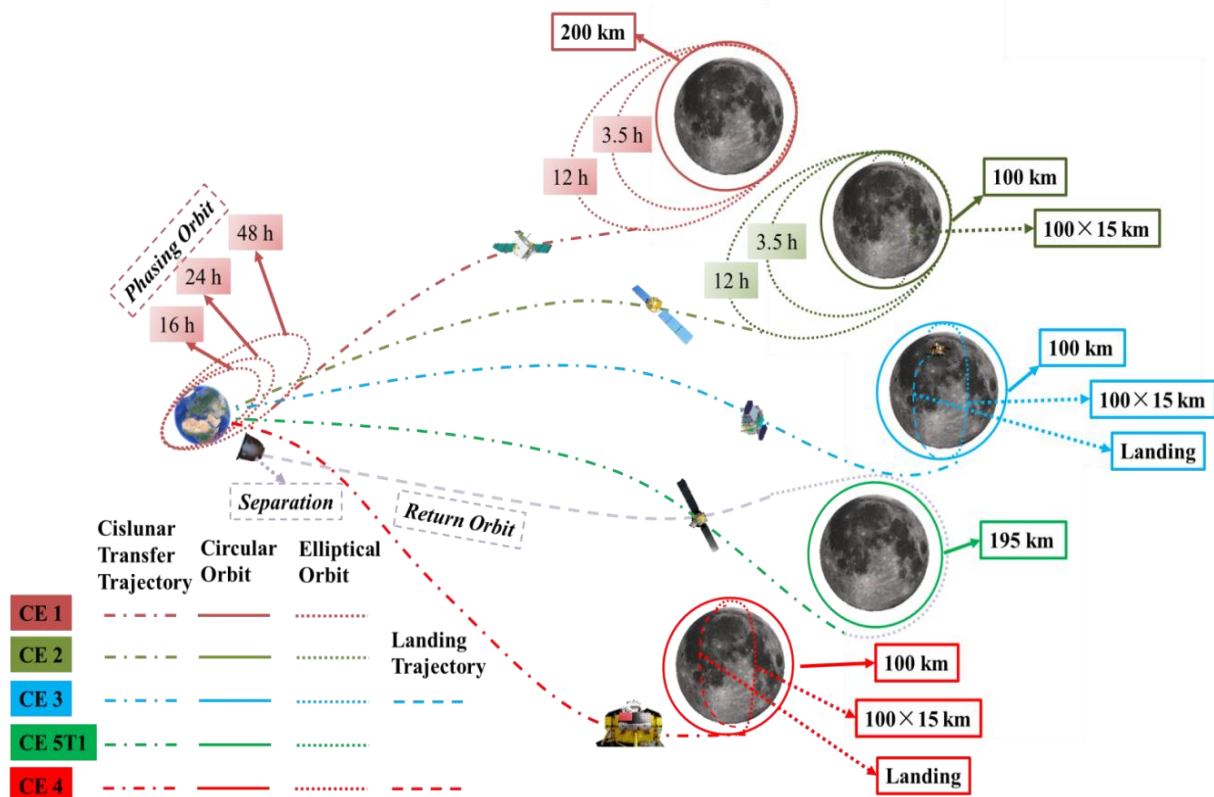 200 km
3.5 h
12 h
100 km
100×15 km
3.5 h
12 h
Phasing Orbit
48 h
24 h
16 h
100 km
100×15 km
Landing
Separation
Return Orbit
195 km
Cislunar
Transfer
Trajectory
Circular
Orbit
Elliptical
Orbit
Landing
Trajectory
CE 1
CE 2
CE 3
CE 5T1
CE 4
100 km
100×15 km
Landing